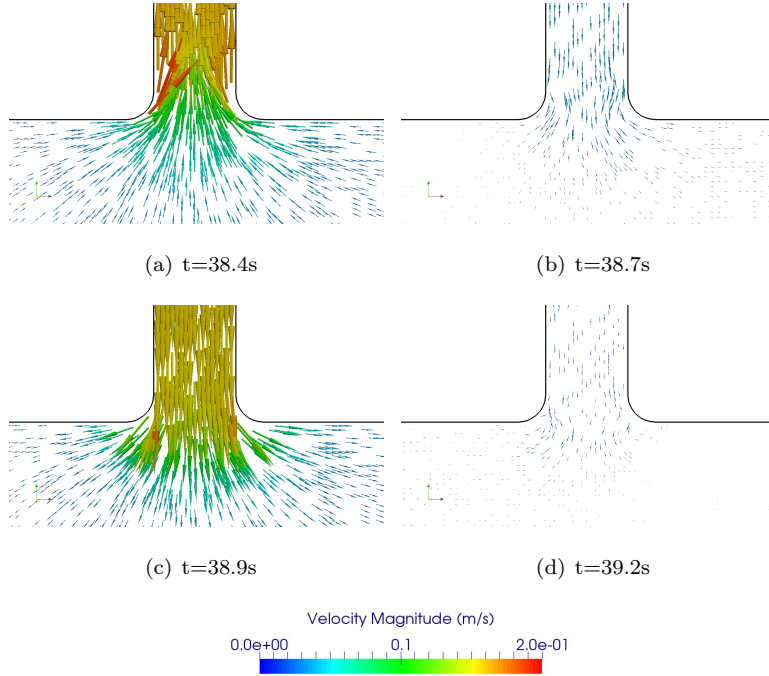 (a) t=38.4s
(b) t=38.7s
(c) t=38.9s
(d) t=39.2s
Velocity Magnitude (m/s)
0.0e+00 0.1 2.0e-01